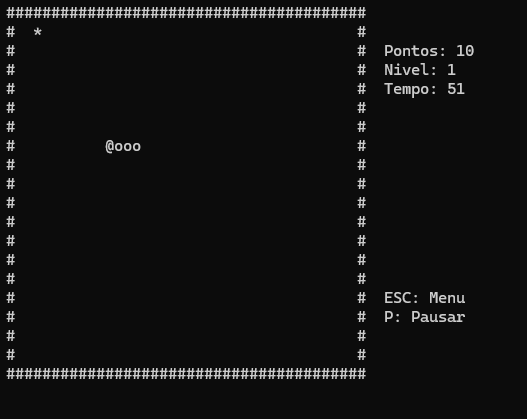 ########################################
#  *                                   #
#                                      #  Pontos: 10
#                                      #  Nivel: 1
#                                      #  Tempo: 51
#                                      #
#                                      #
#          @ooo                        #
#                                      #
#                                      #
#                                      #
#                                      #
#                                      #
#                                      #
#                                      #
#                                      #  ESC: Menu
#                                      #  P: Pausar
#                                      #
#                                      #
########################################